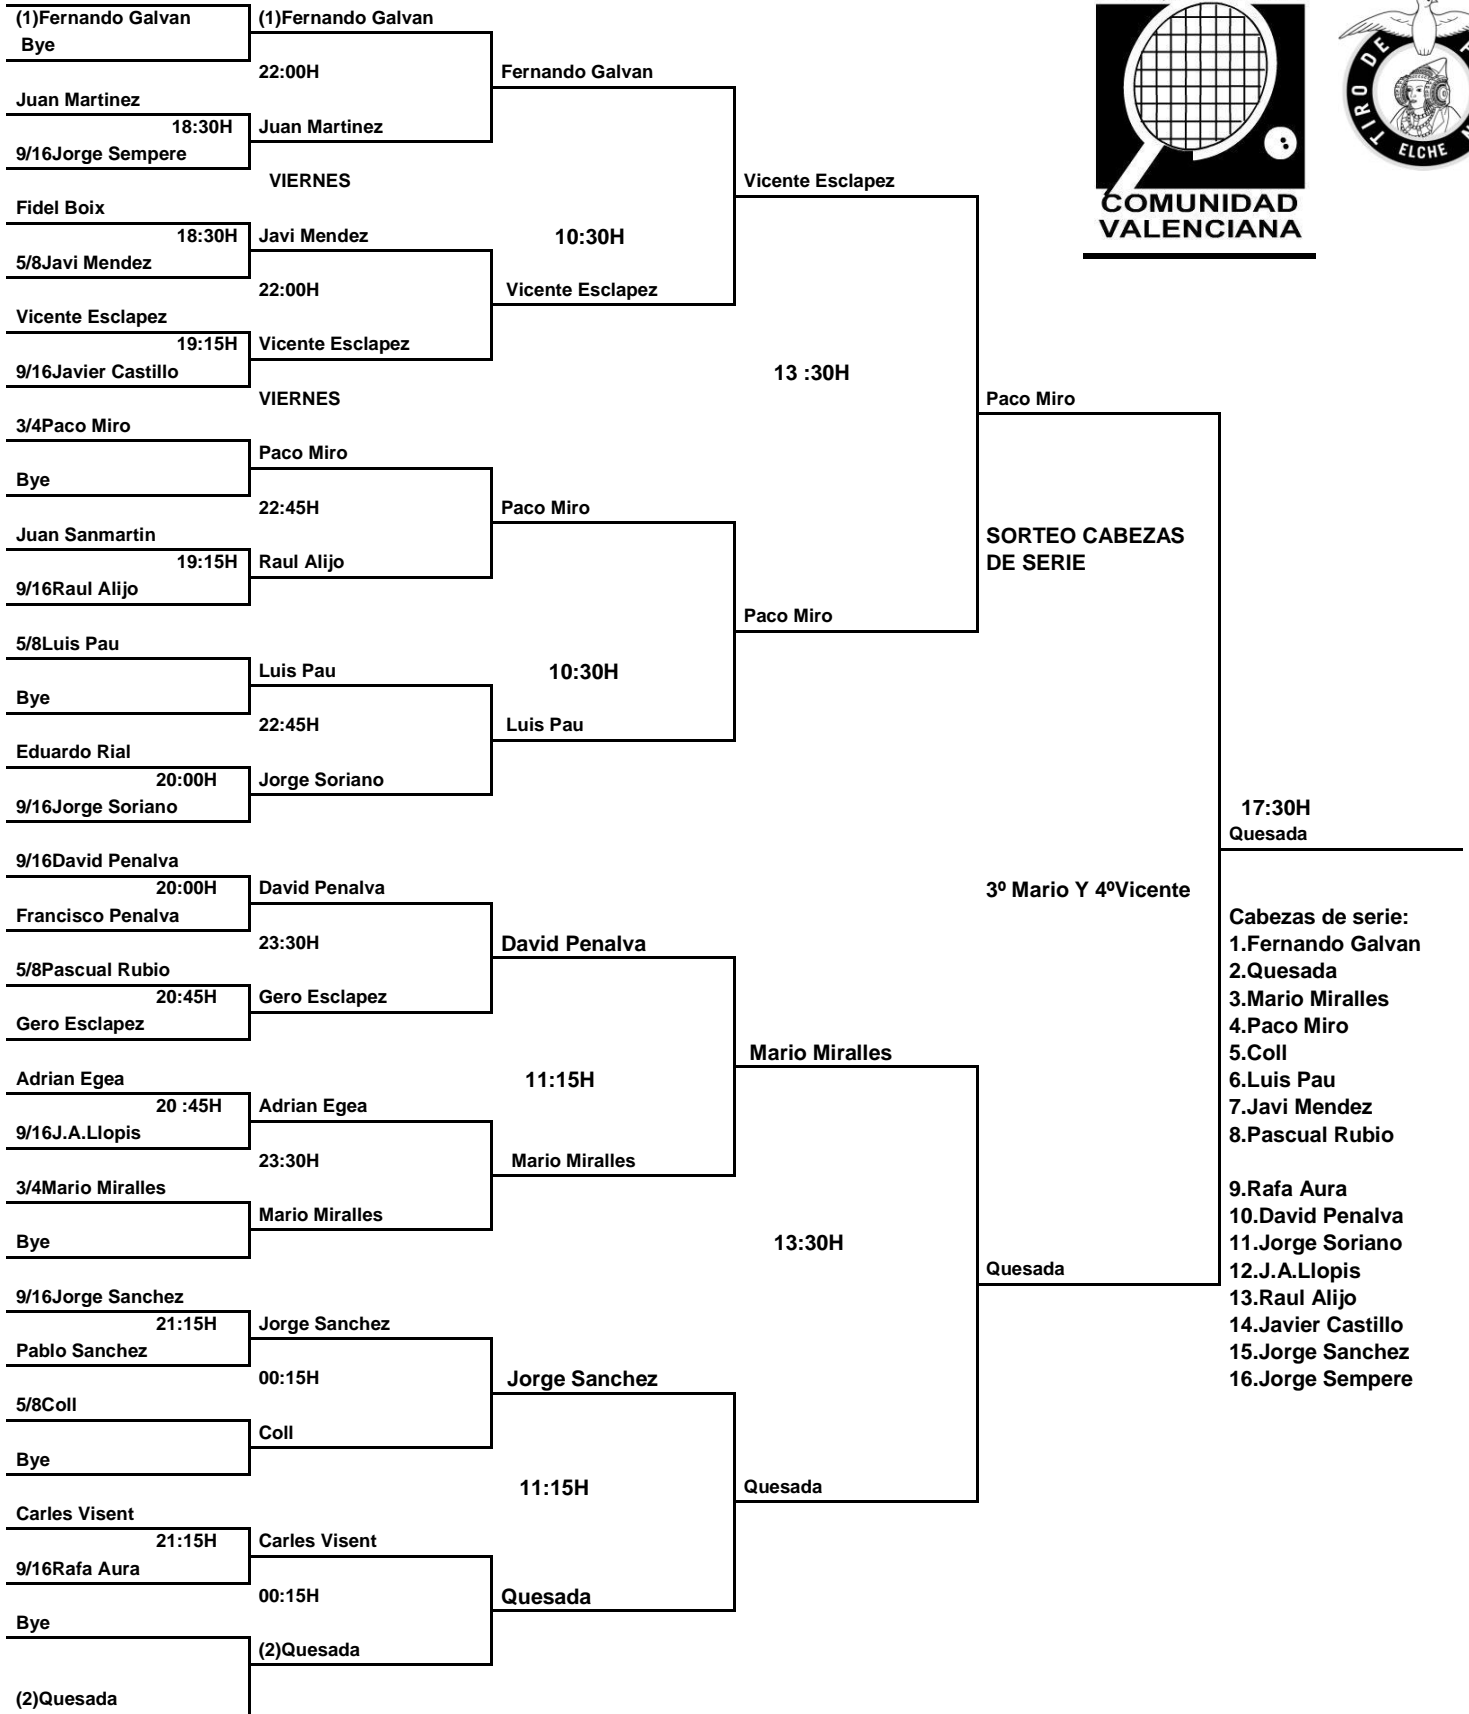 (1)Fernando Galvan
Bye
Juan Martinez
18:30H
9/16Jorge Sempere
Fidel Boix
18:30H
5/8Javi Mendez
Vicente Esclapez
19:15H
9/16Javier Castillo
3/4Paco Miro
Bye
Juan Sanmartin
19:15H
9/16Raul Alijo
5/8Luis Pau
Bye
Eduardo Rial
20:00H
9/16Jorge Soriano
9/16David Penalva
20:00H
Francisco Penalva
5/8Pascual Rubio
20:45H
Gero Esclapez
Adrian Egea
20 :45H
9/16J.A.Llopis
3/4Mario Miralles
Bye
9/16Jorge Sanchez
21:15H
Pablo Sanchez
5/8Coll
Bye
Carles Visent
21:15H
9/16Rafa Aura
Bye
(2)Quesada
(1)Fernando Galvan
22:00H
Juan Martinez
VIERNES
Javi Mendez
22:00H
Vicente Esclapez
VIERNES
Paco Miro
22:45H
Raul Alijo
Luis Pau
22:45H
Jorge Soriano
David Penalva
23:30H
Gero Esclapez
Adrian Egea
23:30H
Mario Miralles
Jorge Sanchez
00:15H
Coll
Carles Visent
00:15H
(2)Quesada
Fernando Galvan
10:30H
Vicente Esclapez
Paco Miro
10:30H
Luis Pau
David Penalva
11:15H
Mario Miralles
Jorge Sanchez
11:15H
Quesada
Vicente Esclapez
13 :30H
Paco Miro
Mario Miralles
13:30H
Quesada
Paco Miro
SORTEO CABEZAS
DE SERIE
3º Mario Y 4ºVicente
Quesada
17:30H
Quesada
Cabezas de serie:
1.Fernando Galvan
2.Quesada
3.Mario Miralles
4.Paco Miro
5.Coll
6.Luis Pau
7.Javi Mendez
8.Pascual Rubio
9.Rafa Aura
10.David Penalva
11.Jorge Soriano
12.J.A.Llopis
13.Raul Alijo
14.Javier Castillo
15.Jorge Sanchez
16.Jorge Sempere
COMUNIDAD
VALENCIANA
TIRO DE
ELCHE